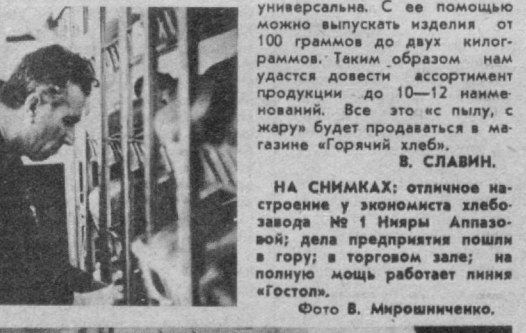 универсальна. С ее помощью
можно выпускать изделия от
100 граммов до двух килог-
раммов. Таким образом нам
удастся довести ассортимент
продукции до 10—12 наиме-
нований. Все это «с пылу, с
жару» будет продаваться в ма-
газине «Горячий хлеб».
В. СЛАВИН.
НА СНИМКАХ: отличное на-
строение у экономиста хлебо-
завода № 1 Нияры Аппазо-
вой; дела предприятия пошли
в гору; в торговом зале; на
полную мощь работает линия
«Гостол».
Фото В. Мирошниченко.